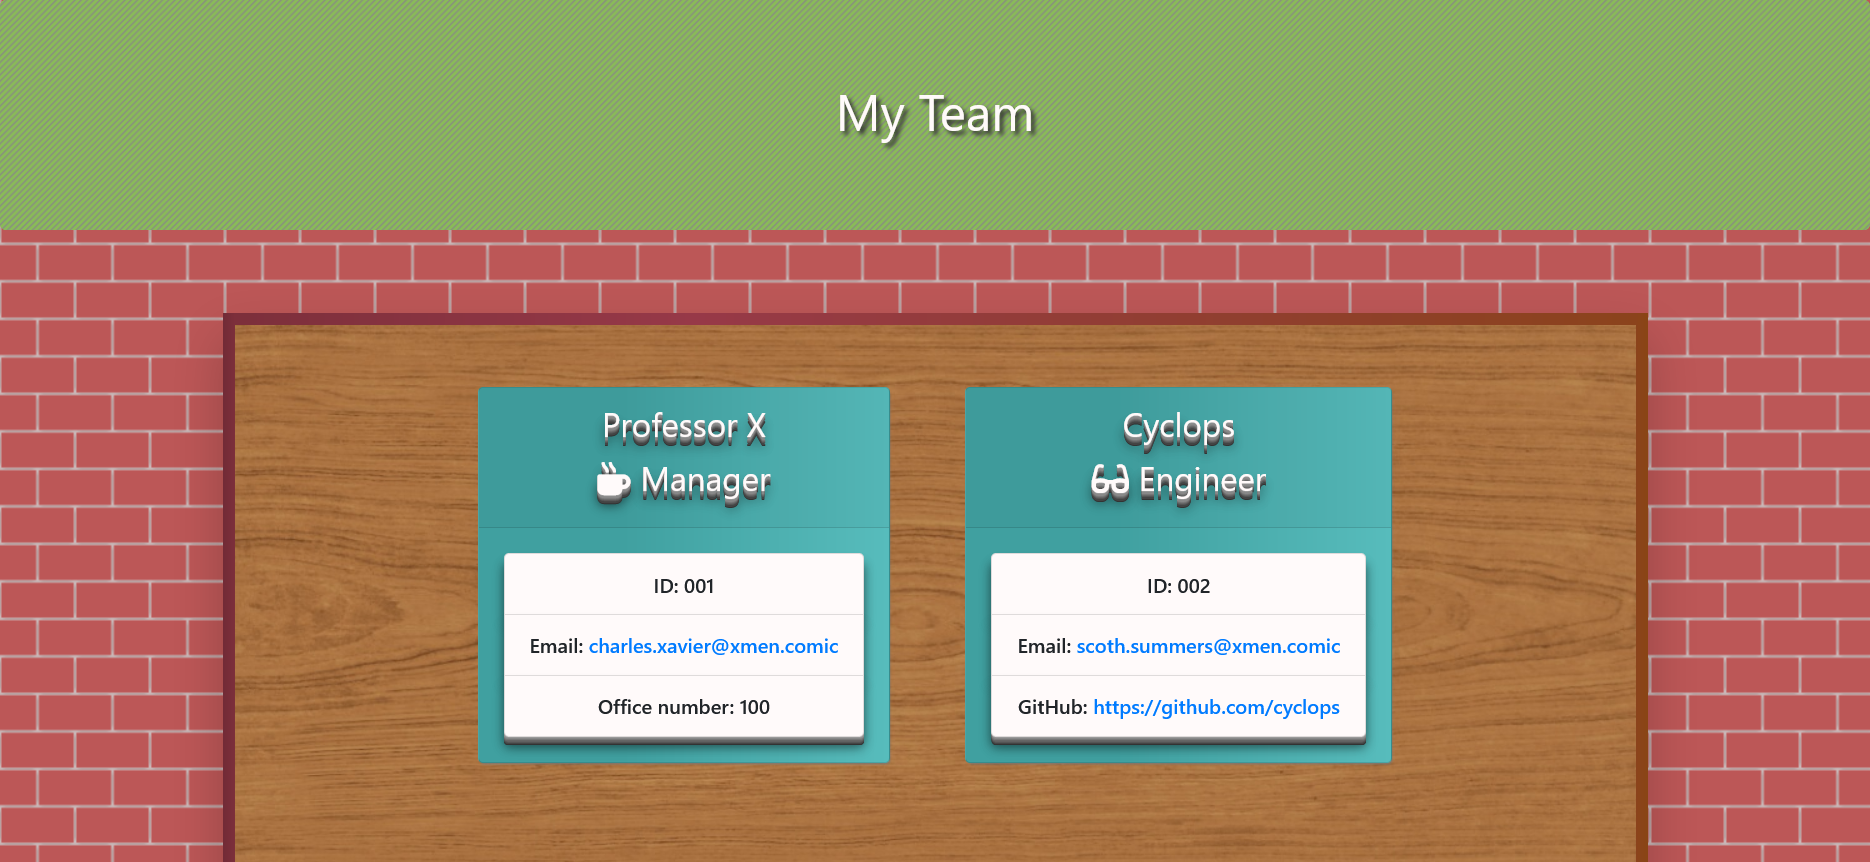 My Team
Professor X
Manager
ID: 001
Email: charles.xavier@xmen.comic
Office number: 100
Cyclops
Engineer
ID: 002
Email: scoth.summers@xmen.comic
GitHub: https://github.com/cyclops